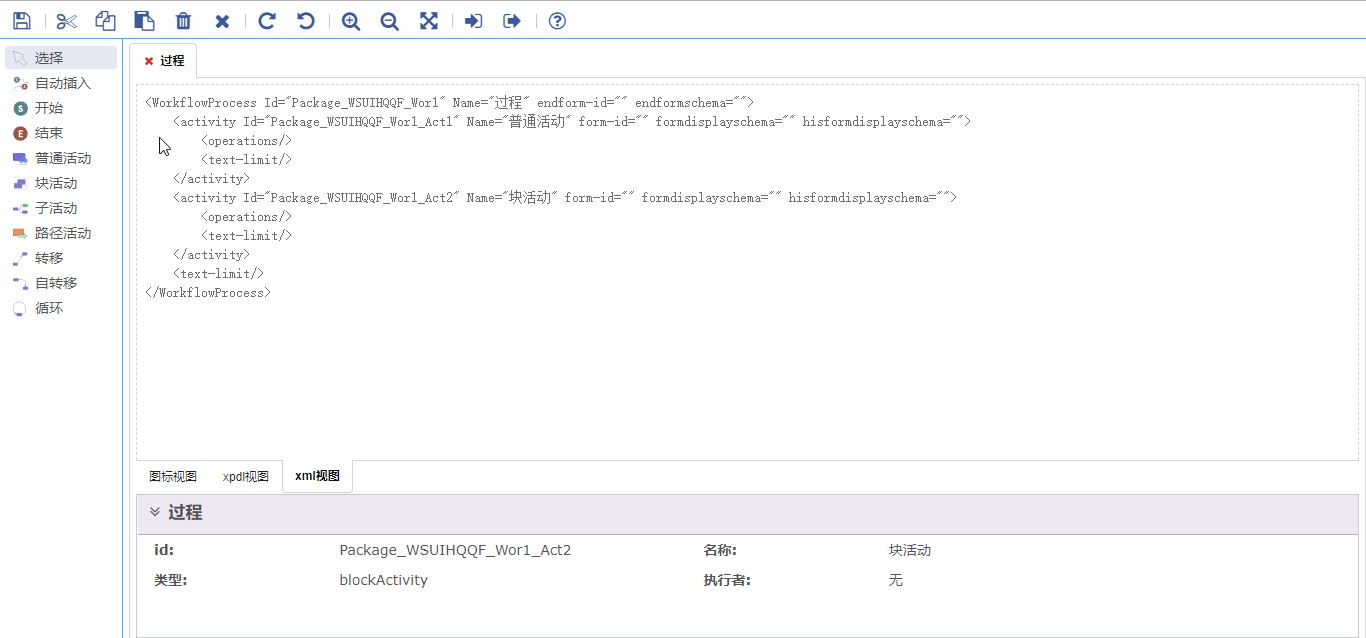 选择
自动插入
开始
结束
普通活动
块活动
子活动
路径活动
转移
自转移
循环
过程
<WorkflowProcess Id="Package_WSUIHQQF_Wor1" Name="过程" endform-id="" endformschema="">
<activity Id="Package_WSUIHQQF_Wor1_Act1" Name="普通活动" form-id="" formdisplayschema="" hisformdisplayschema="">
<operations/>
<text-limit/>
</activity>
<activity Id="Package_WSUIHQQF_Wor1_Act2" Name="块活动" form-id="" formdisplayschema="" hisformdisplayschema="">
<operations/>
<text-limit/>
</activity>
<text-limit/>
</WorkflowProcess>
图标视图 xpdl视图 xml视图
过程
id: Package_WSUIHQQF_Wor1_Act2 名称: 块活动
类型: blockActivity 执行者: 无